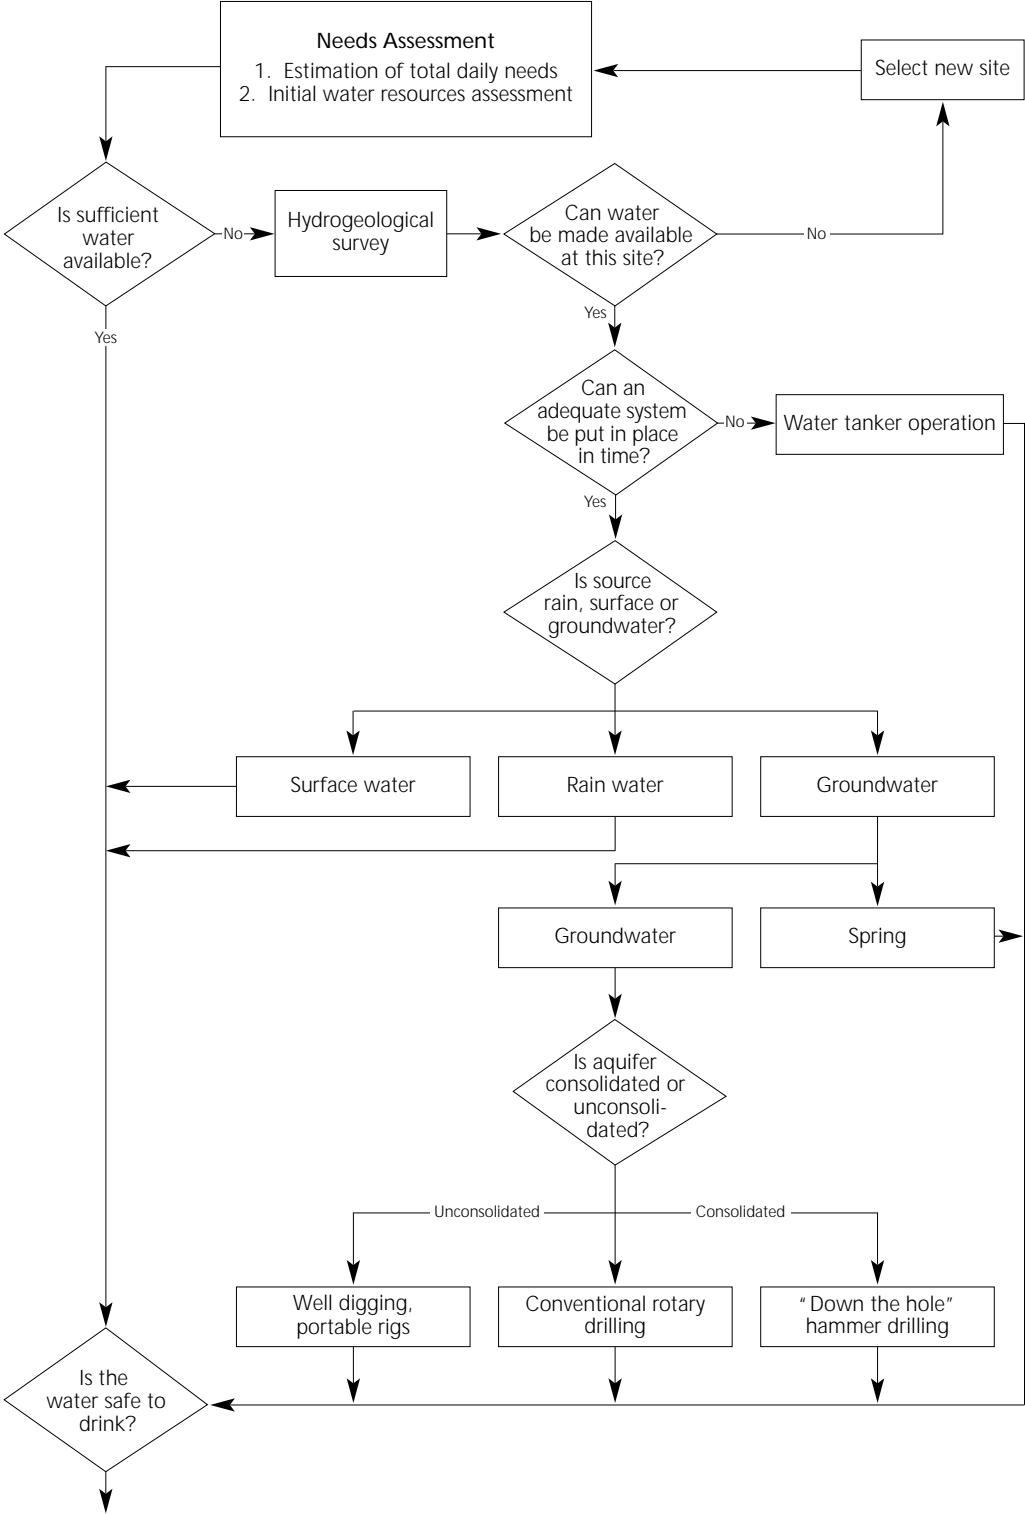 Needs Assessment
1. Estimation of total daily needs
2. Initial water resources assessment
Select new site
Is sufficient
water
available?
No
Hydrogeological
survey
Can water
be made available
at this site?
No
Yes
Yes
Can an
adequate system
be put in place
in time?
No
Water tanker operation
Yes
Is source
rain, surface or
groundwater?
Surface water
Rain water
Groundwater
Groundwater
Spring
Is aquifer
consolidated or
unconsoli-
dated?
Unconsolidated
Consolidated
Well digging,
portable rigs
Conventional rotary
drilling
“Down the hole”
hammer drilling
Is the
water safe to
drink?